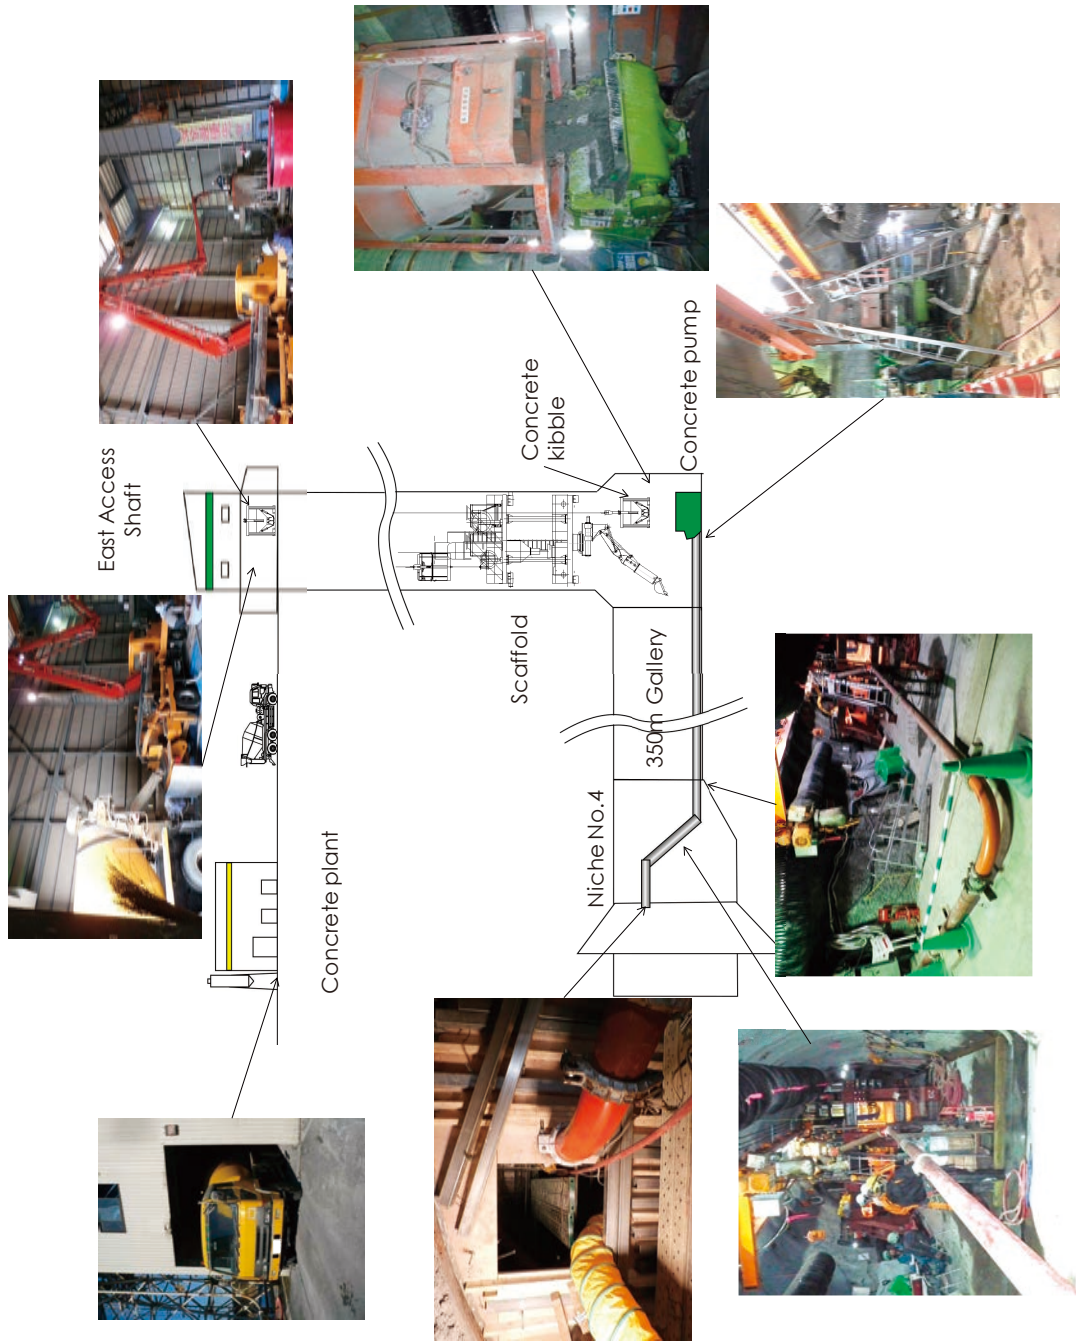 East Access
Shaft
Concrete plant
Scaffold
Concrete
kibble
Concrete pump
350m Gallery
Niche No.4